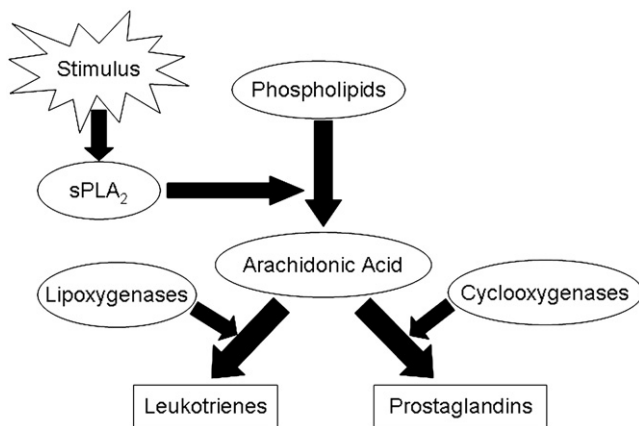 Stimulus
Phospholipids
sPLA₂
Arachidonic Acid
Lipoxygenases
Cyclooxygenases
Leukotrienes
Prostaglandins